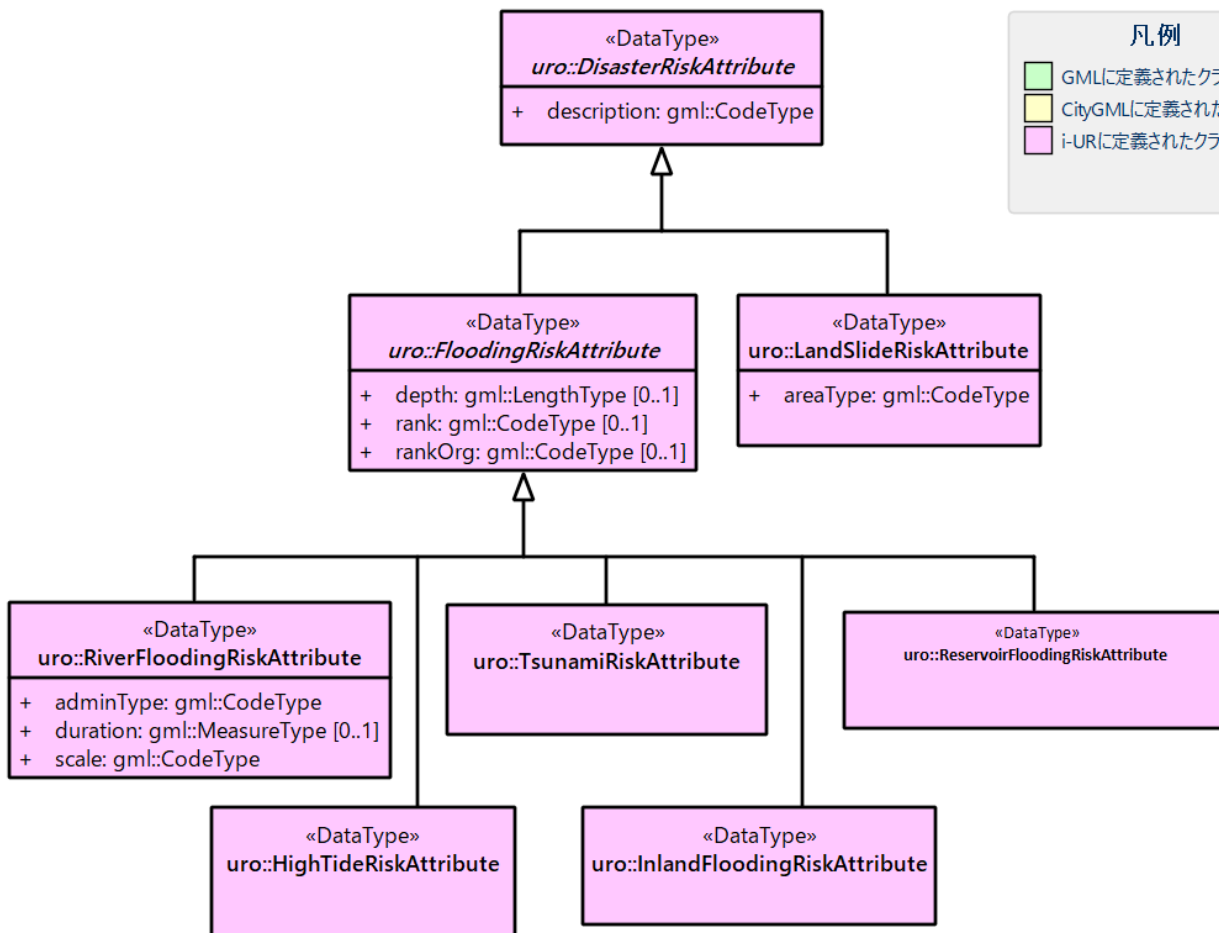 «DataType»
uro::DisasterRiskAttribute
+ description: gml::CodeType
凡例
GMLに定義されたクラ
CityGMLに定義された
i-URに定義されたクラ
«DataType»
uro::FloodingRiskAttribute
+ depth: gml::LengthType [0..1]
+ rank: gml::CodeType [0..1]
+ rankOrg: gml::CodeType [0..1]
«DataType»
uro::LandSlideRiskAttribute
+ areaType: gml::CodeType
«DataType»
uro::RiverFloodingRiskAttribute
+ adminType: gml::CodeType
+ duration: gml::MeasureType [0..1]
+ scale: gml::CodeType
«DataType»
uro::TsunamiRiskAttribute
«DataType»
uro::ReservoirFloodingRiskAttribute
«DataType»
uro::HighTideRiskAttribute
«DataType»
uro::InlandFloodingRiskAttribute